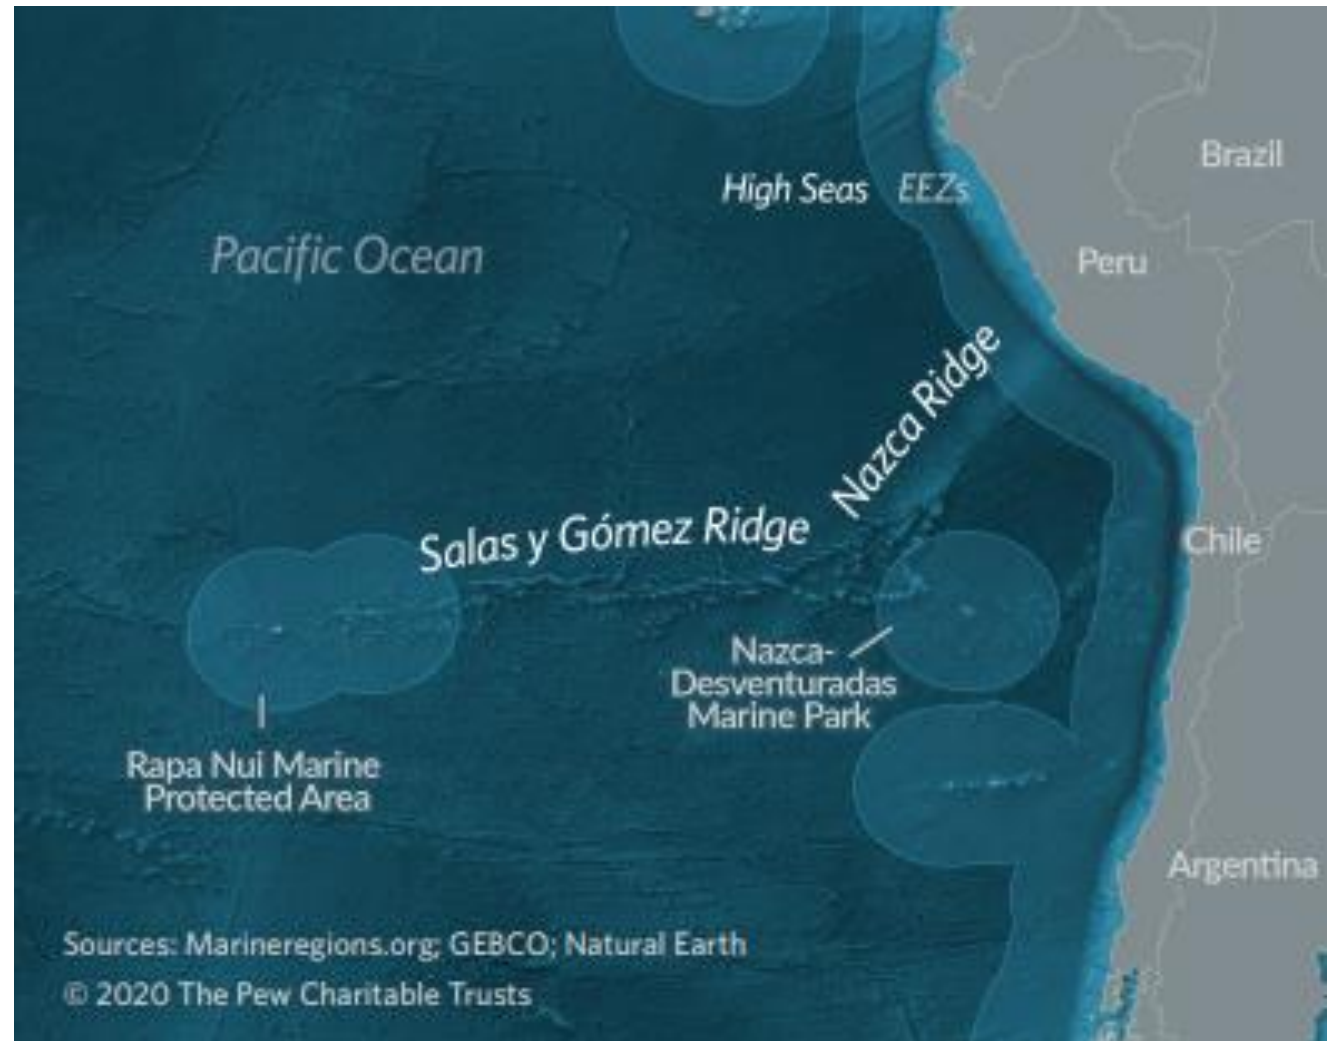 Brazil
High Seas EEZs
Pacific Ocean
Peru
Nazca Ridge
Salas y Gómez Ridge
Chile
Nazca-
Desventuradas
Marine Park
Rapa Nui Marine
Protected Area
Argentina
Sources: Marineregions.org; GEBCO; Natural Earth
© 2020 The Pew Charitable Trusts